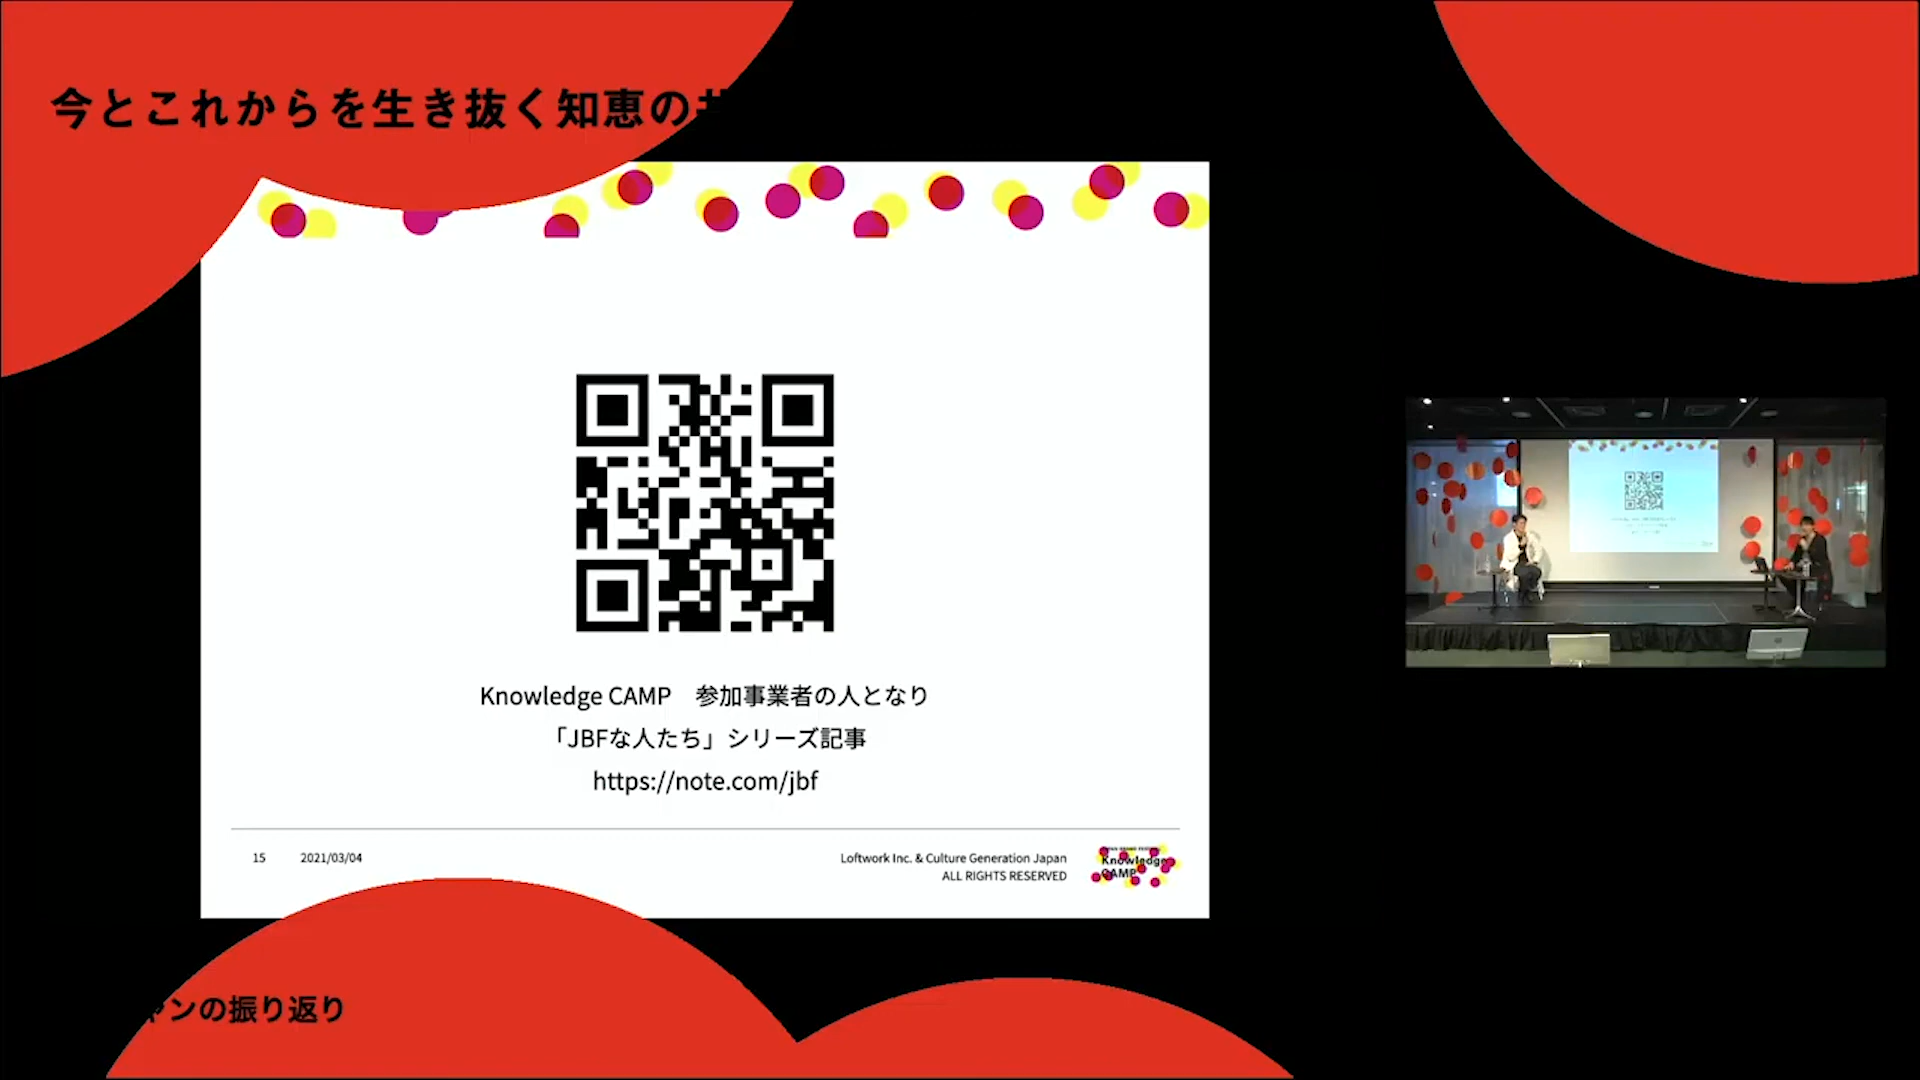 今とこれからを生き抜く知恵の
Knowledge CAMP　参加事業者の人となり
「JBFな人たち」シリーズ記事
https://note.com/jbf
15 2021/03/04
Loftwork Inc. & Culture Generation Japan
ALL RIGHTS RESERVED
Knowledge
CAMP
ンの振り返り